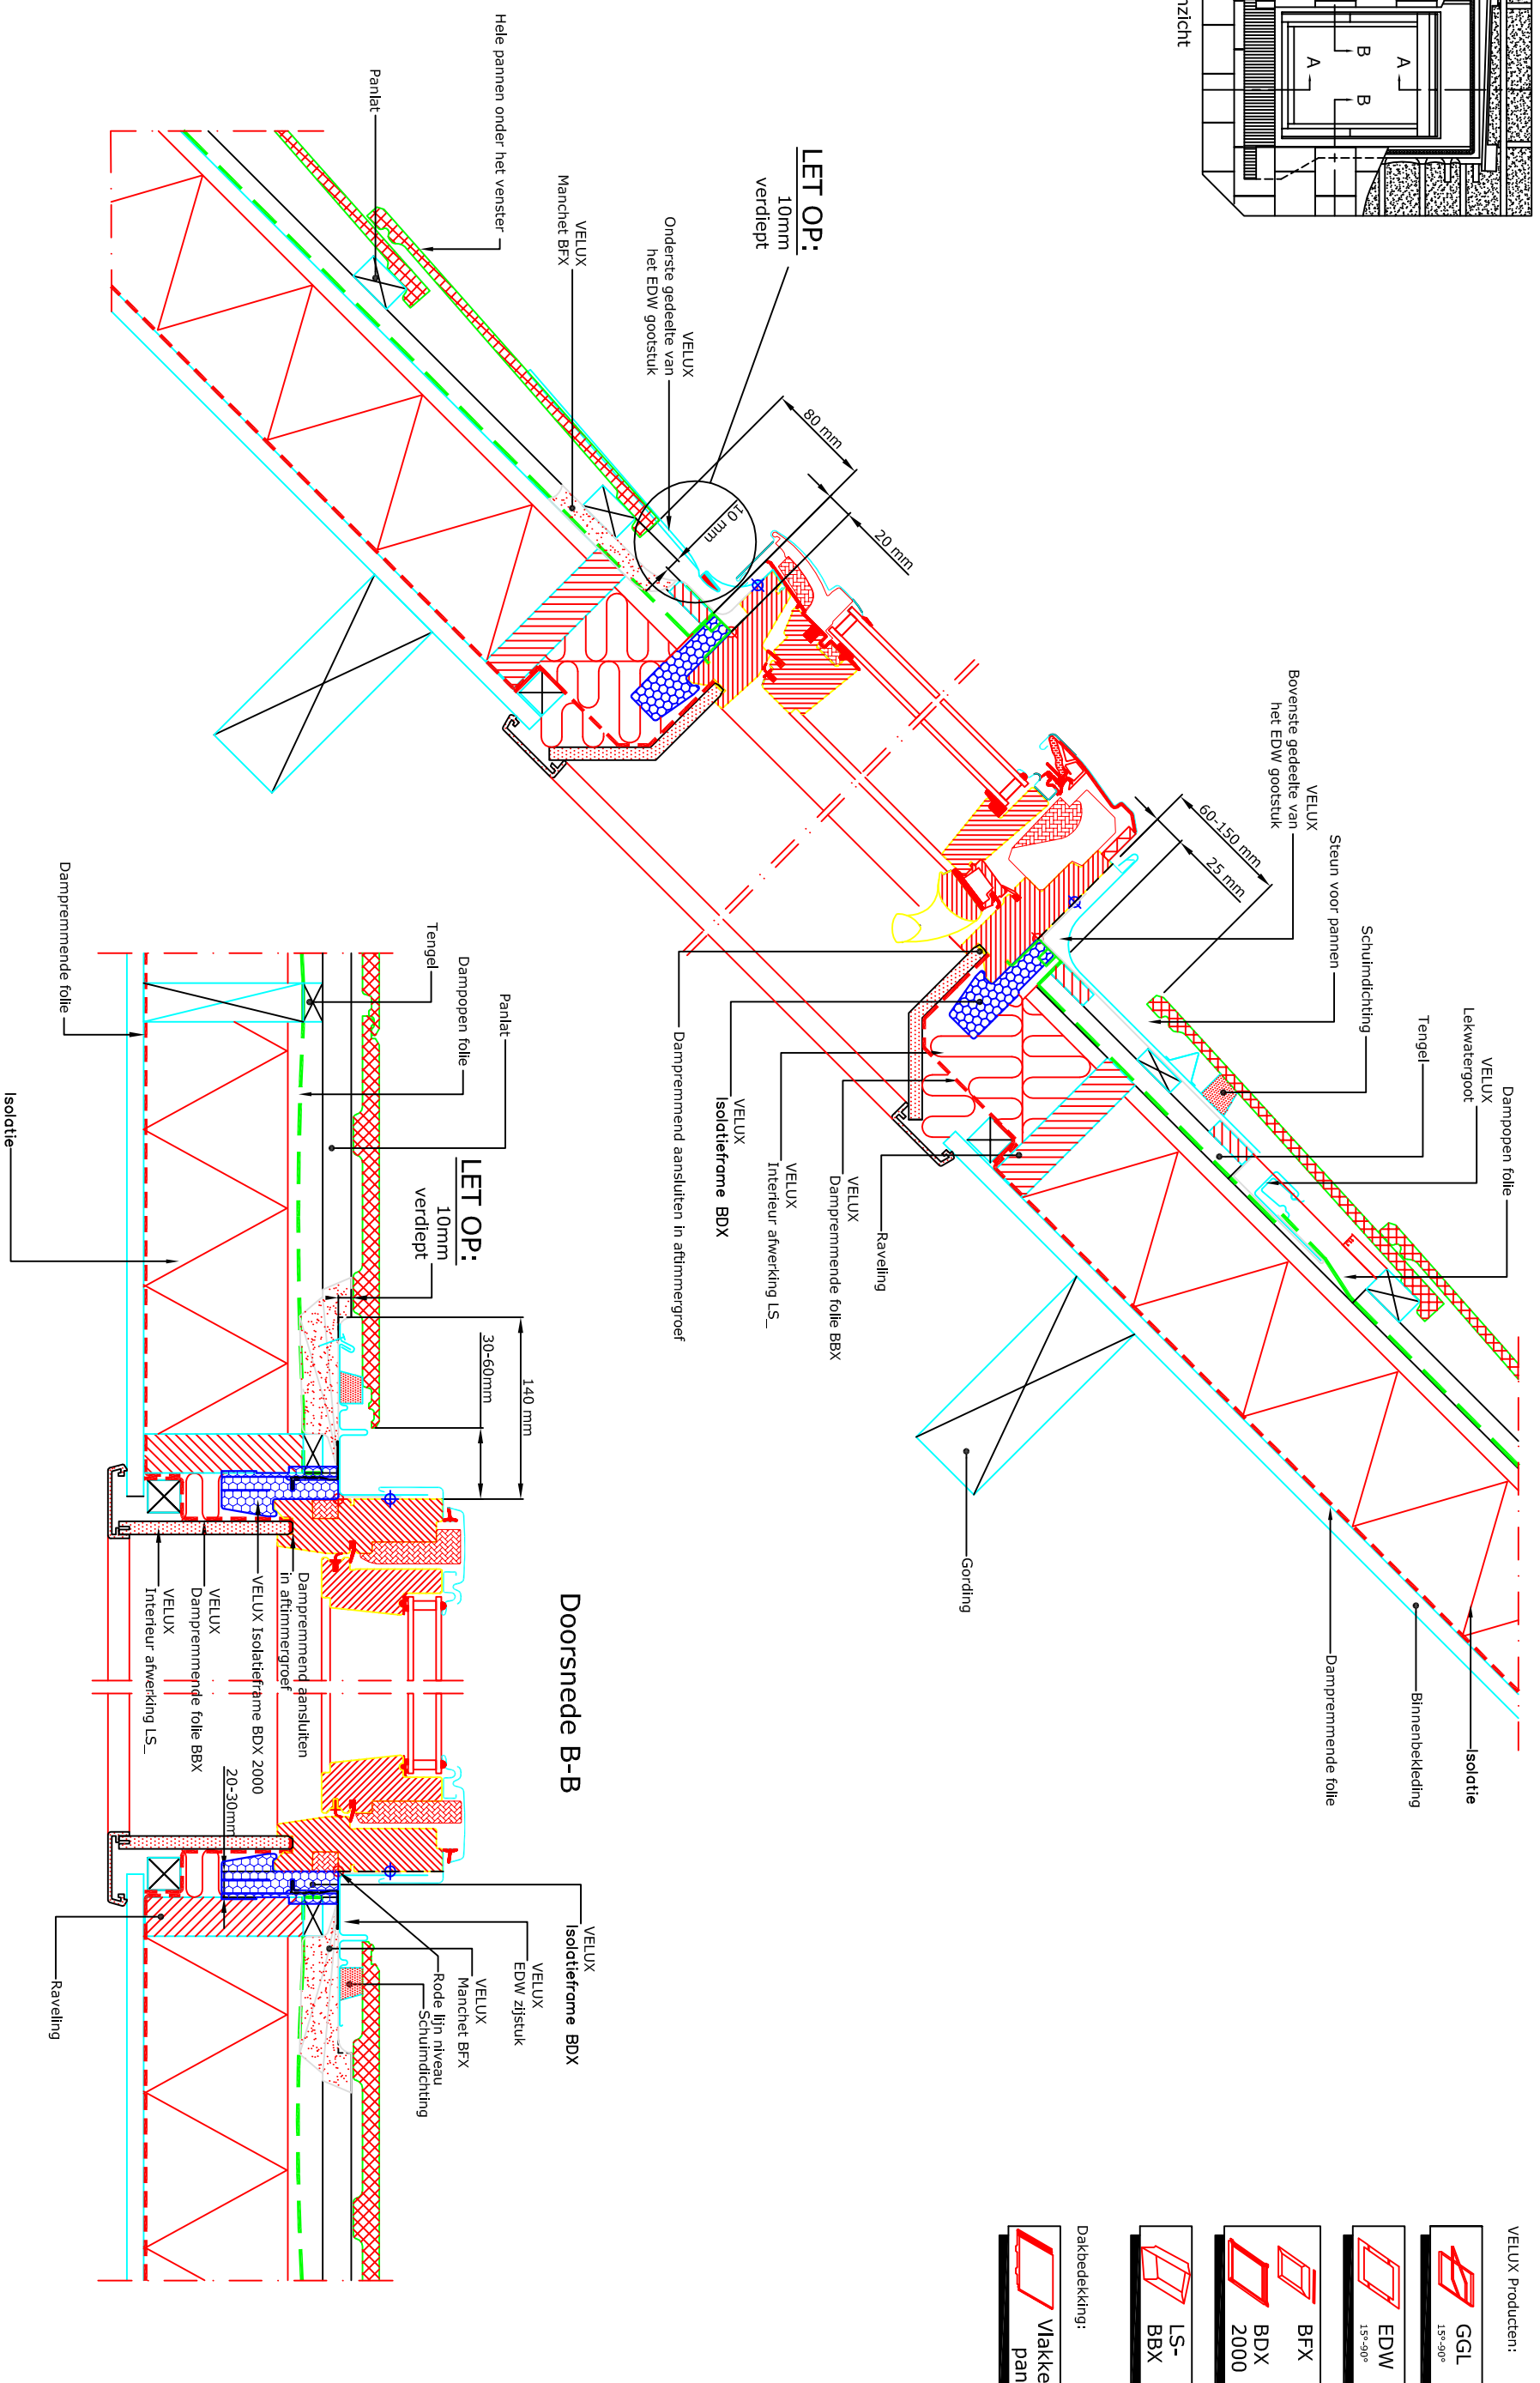 nzicht
A
A
B
B
Hele pannen onder het venster
Panlat
LET OP:
10mm
verdiept
VELUX
Manchet BFX
VELUX
Onderste gedeelte van
het EDW gootstuk
80 mm
20 mm
10 mm
VELUX
Bovenste gedeelte van
het EDW gootstuk
60-150 mm
25 mm
Steun voor pannen
Schuimdichting
Tengel
VELUX
Lekwatergoot
Dampopen folie
Dampremmend aansluiten in aftimmergroef
VELUX
Isolatieframe BDX
VELUX
Interieur afwerking LS_
VELUX
Dampremmende folie BBX
Raveling
Gording
Dampremmende folie
Binnenbekleding
Isolatie
Doorsnede B-B
Dampremmende folie
Tengel
Dampopen folie
Panlat
Isolatie
LET OP:
10mm
verdiept
30-60mm
140 mm
Dampremmend aansluiten
in aftimmergroef
VELUX Isolatieframe BDX 2000
VELUX
Dampremmende folie BBX
VELUX
Interieur afwerking LS_
20-30mm
VELUX
Isolatieframe BDX
VELUX
EDW zijstuk
VELUX
Manchet BFX
Rode lijn niveau
Schuimdichting
Raveling
VELUX Producten:
GGL
15°-90°
EDW
15°-90°
BFX
BDX
2000
LS-
BBX
Dakbedekking:
Vlakke
pan